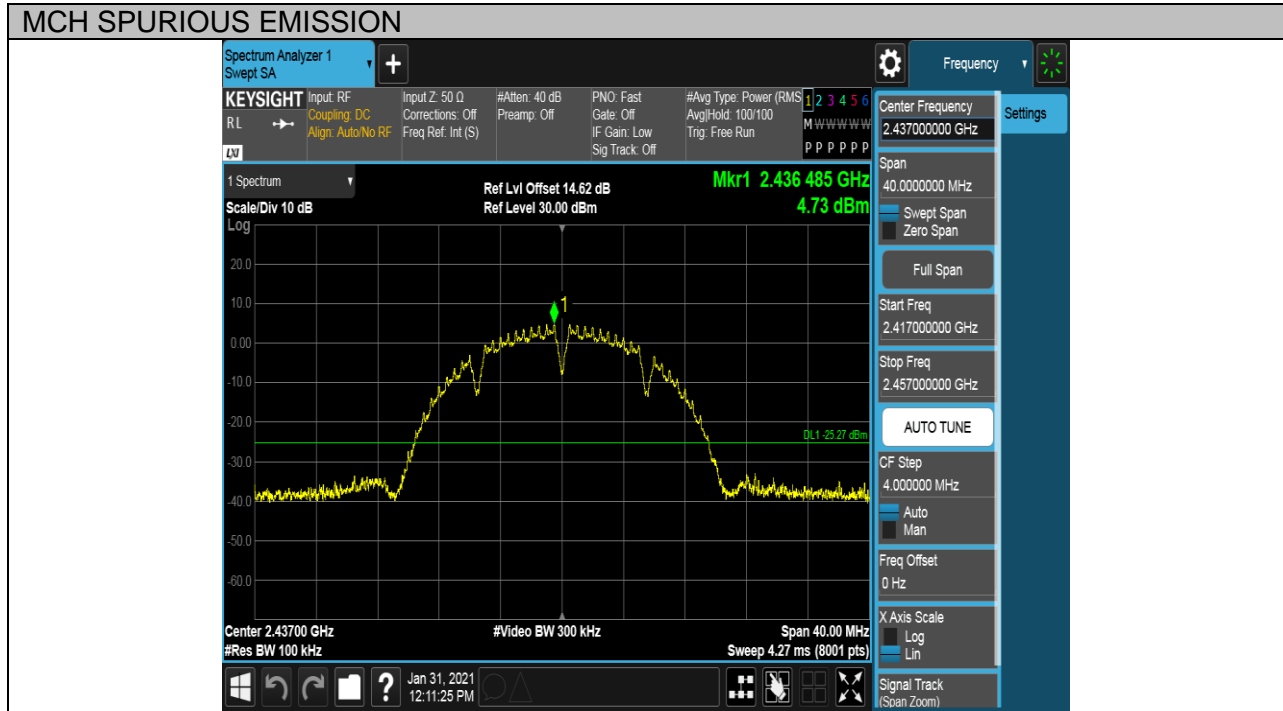 MCH SPURIOUS EMISSION
Spectrum Analyzer 1
Swept SA
+
Frequency
KEYSIGHT
RL
LXI
Input: RF
Coupling: DC
Align: Auto/No RF
Input Z: 50 Ω
Corrections: Off
Freq Ref: Int (S)
#Atten: 40 dB
Preamp: Off
PNO: Fast
Gate: Off
IF Gain: Low
Sig Track: Off
#Avg Type: Power (RMS
Avg|Hold: 100/100
Trig: Free Run
1 2 3 4 5 6
M W W W W W
P P P P P P
Center Frequency
2.437000000 GHz
Settings
Span
40.0000000 MHz
Swept Span
Zero Span
Full Span
Start Freq
2.417000000 GHz
Stop Freq
2.457000000 GHz
AUTO TUNE
CF Step
4.000000 MHz
Auto
Man
Freq Offset
0 Hz
X Axis Scale
Log
Lin
Signal Track
(Span Zoom)
1 Spectrum
Scale/Div 10 dB
Log
Ref Lvl Offset 14.62 dB
Ref Level 30.00 dBm
Mkr1 2.436 485 GHz
4.73 dBm
20.0
10.0
1
0.00
-10.0
-20.0
DL1 -25.27 dBm
-30.0
-40.0
-50.0
-60.0
Center 2.43700 GHz
#Res BW 100 kHz
#Video BW 300 kHz
Span 40.00 MHz
Sweep 4.27 ms (8001 pts)
?
Jan 31, 2021
12:11:25 PM